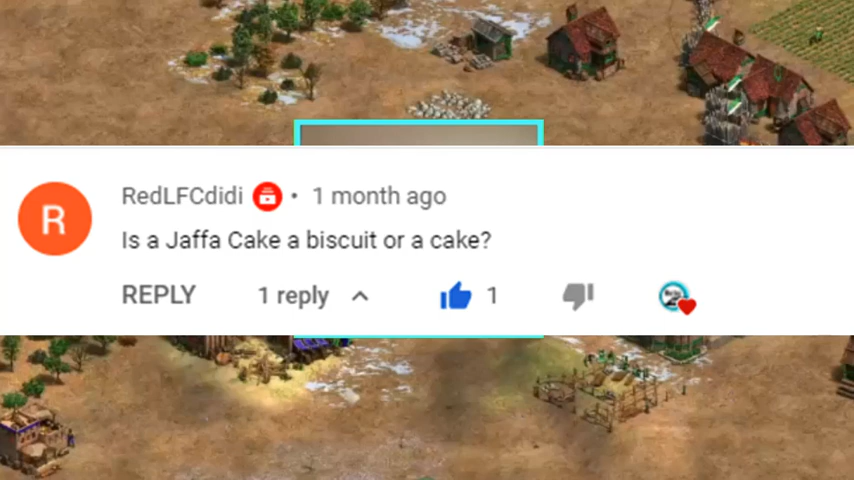 R
RedLFCdidi • 1 month ago
Is a Jaffa Cake a biscuit or a cake?
REPLY 1 reply 1